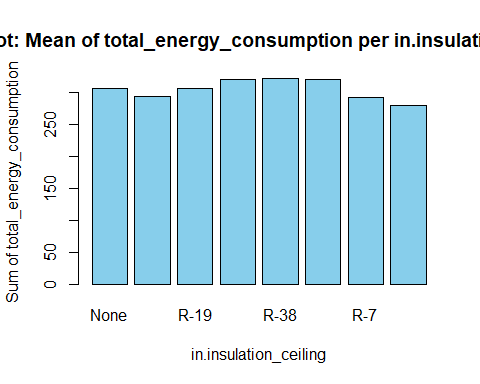 ot: Mean of total_energy_consumption per in.insulati
Sum of total_energy_consumption
250
150
50
0
None R-19 R-38 R-7
in.insulation_ceiling